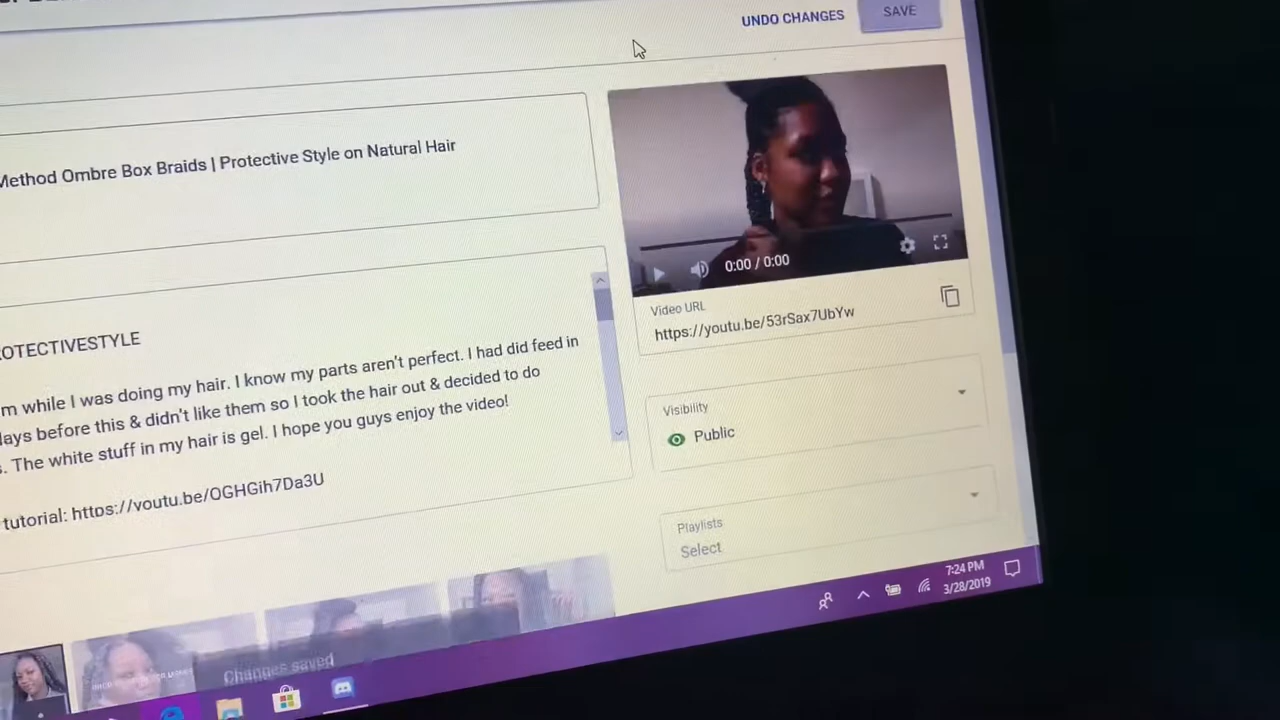 UNDO CHANGES
SAVE
Method Ombre Box Braids | Protective Style on Natural Hair
0:00 / 0:00
Video URL
https://youtu.be/53rSax7UbYw
OTECTIVESTYLE
m while I was doing my hair. I know my parts aren't perfect. I had did feed in
lays before this & didn't like them so I took the hair out & decided to do
s. The white stuff in my hair is gel. I hope you guys enjoy the video!
tutorial: https://youtu.be/OGHGih7Da3U
Visibility
Public
Playlists
Select
Changes saved
7:24 PM
3/28/2019